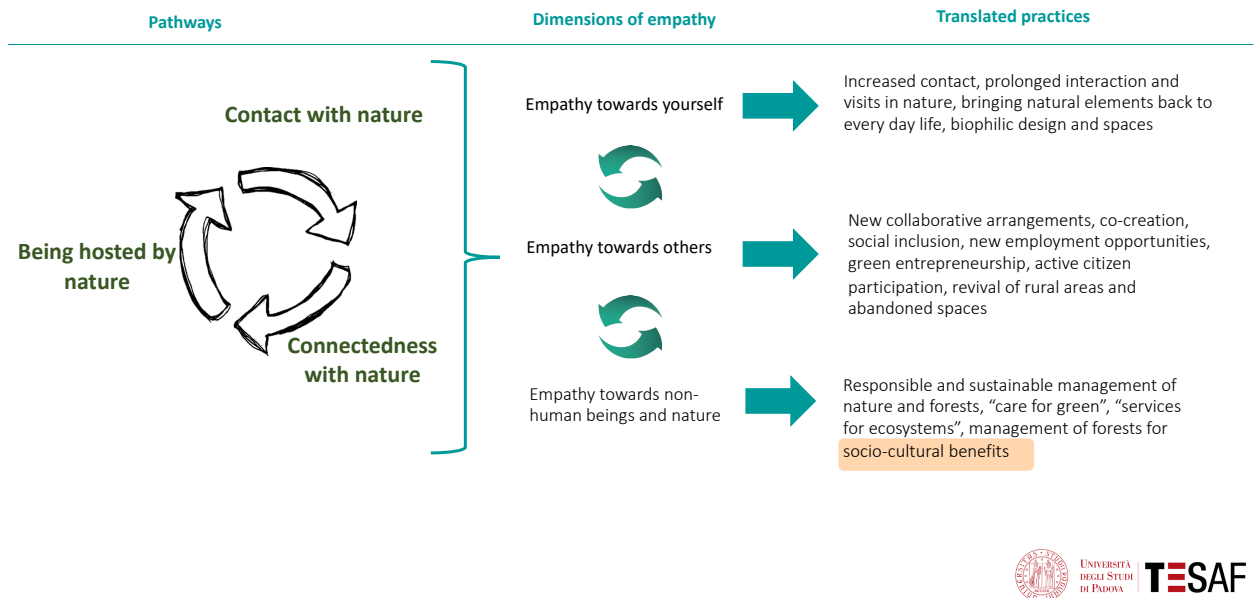 Pathways
Dimensions of empathy
Translated practices
Contact with nature
Being hosted by
nature
Connectedness
with nature
Empathy towards yourself
Increased contact, prolonged interaction and
visits in nature, bringing natural elements back to
every day life, biophilic design and spaces
Empathy towards others
New collaborative arrangements, co-creation,
social inclusion, new employment opportunities,
green entrepreneurship, active citizen
participation, revival of rural areas and
abandoned spaces
Empathy towards non-
human beings and nature
Responsible and sustainable management of
nature and forests, “care for green”, “services
for ecosystems”, management of forests for
socio-cultural benefits
UNIVERSITÀ
DEGLI STUDI
DI PADOVA
TESAF